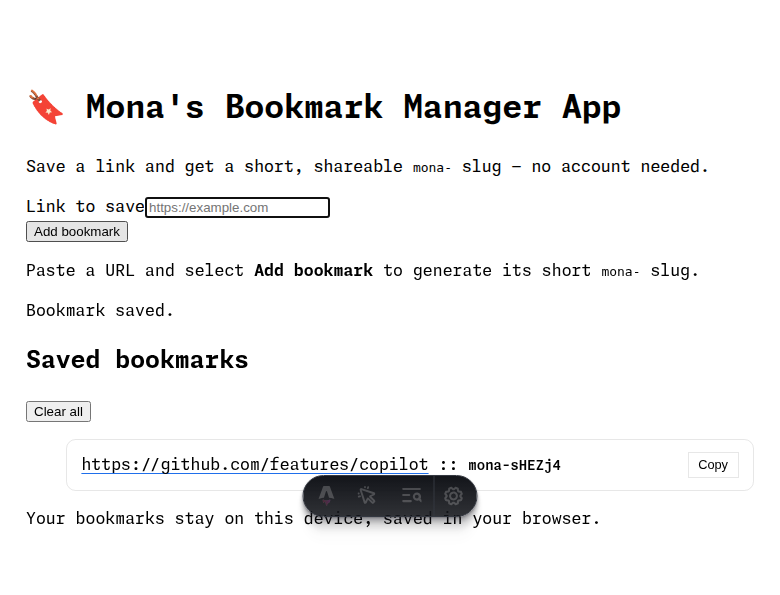 🔖 Mona's Bookmark Manager App
Save a link and get a short, shareable mona- slug — no account needed.
Link to save https://example.com
Add bookmark
Paste a URL and select Add bookmark to generate its short mona- slug.
Bookmark saved.
Saved bookmarks
Clear all
https://github.com/features/copilot :: mona-sHEZj4 Copy
Your bookmarks stay on this device, saved in your browser.